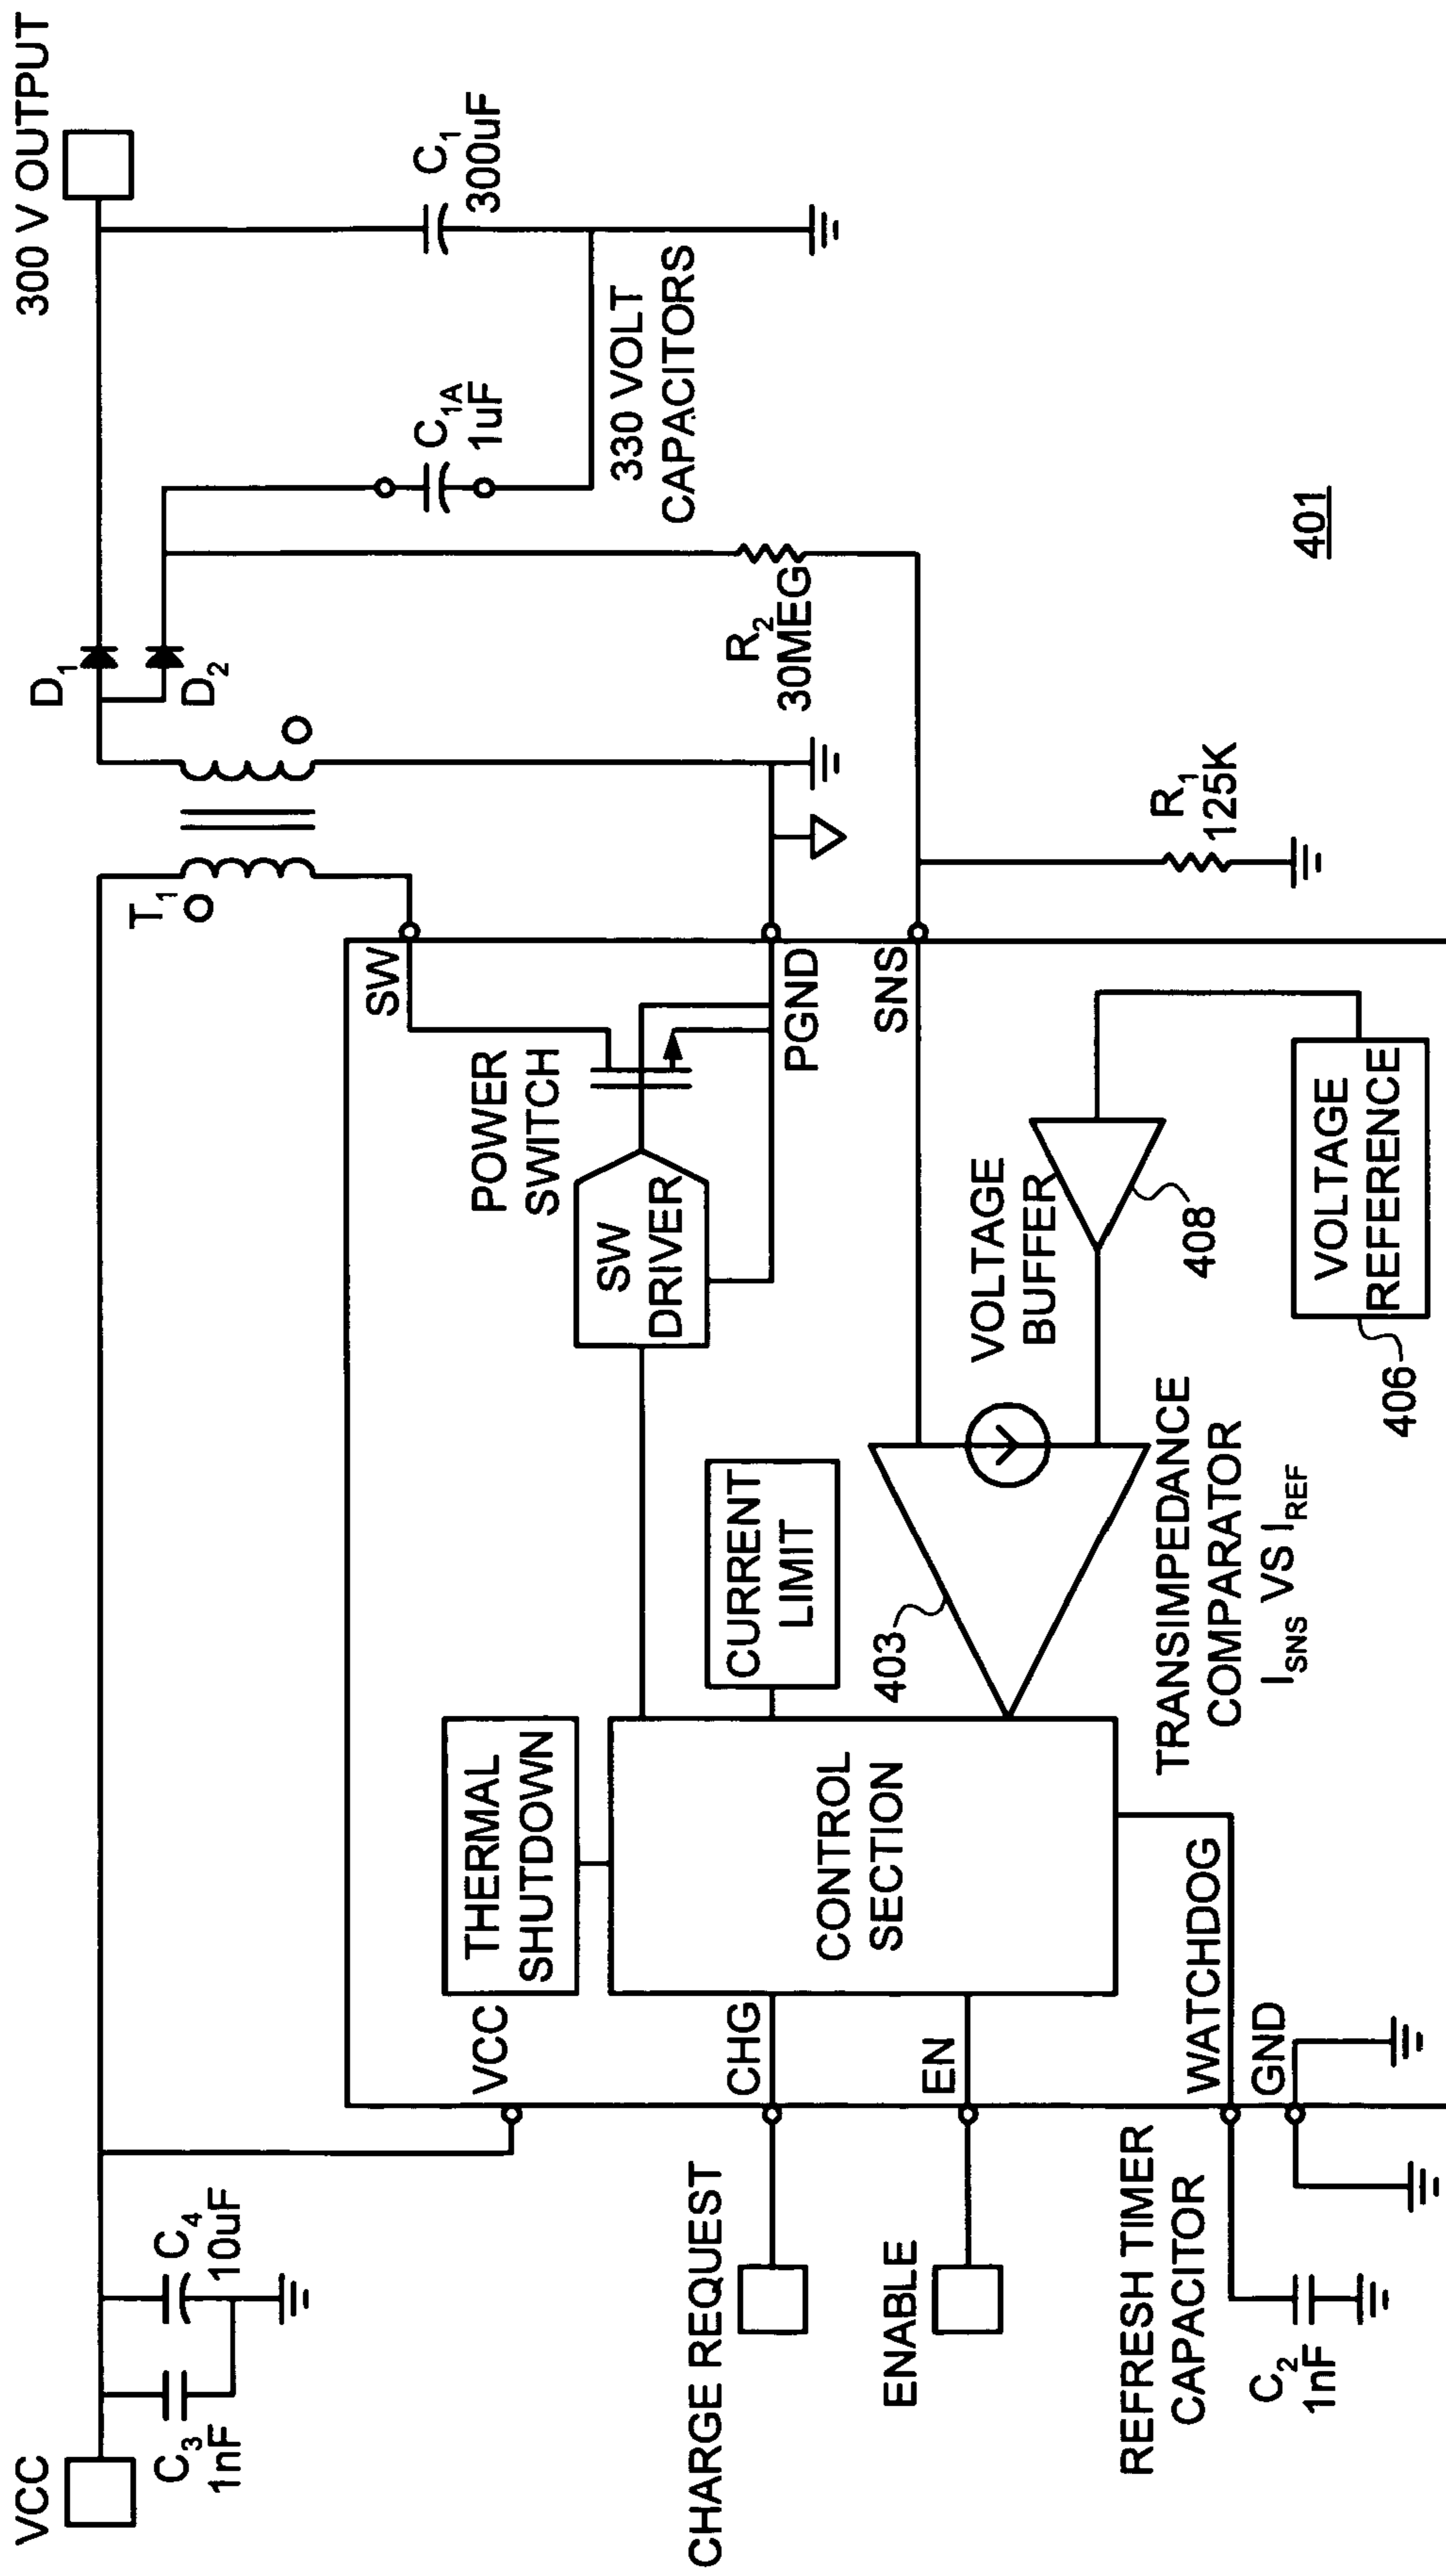 VCC
C3
1nF
C4
10uF
T1
D1
D2
300 V OUTPUT
C1A
1uF
C1
300uF
330 VOLT
CAPACITORS
R2
30MEG
R1
125K
401
SW
PGND
SNS
POWER
SWITCH
SW
DRIVER
THERMAL
SHUTDOWN
CURRENT
LIMIT
VCC
CHG
EN
WATCHDOG
GND
CONTROL
SECTION
403
VOLTAGE
BUFFER
408
TRANSIMPEDANCE
COMPARATOR
ISNS VS IREF
406
VOLTAGE
REFERENCE
CHARGE REQUEST
ENABLE
REFRESH TIMER
CAPACITOR
C2
1nF